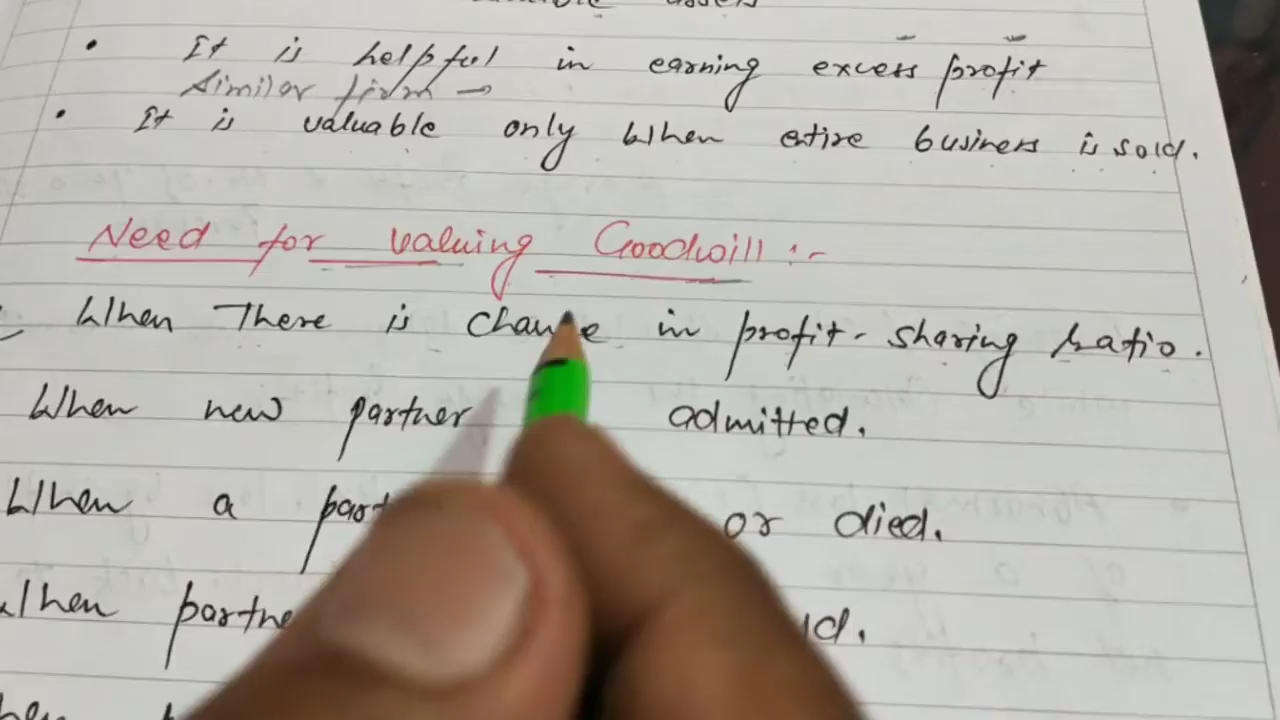 assets
• It is helpful in earning excess profit
similar firm →
• It is valuable only when entire business is sold.
Need for valuing Goodwill :-
When There is change in profit-sharing ratio.
When new partner admitted.
When a or died.
When